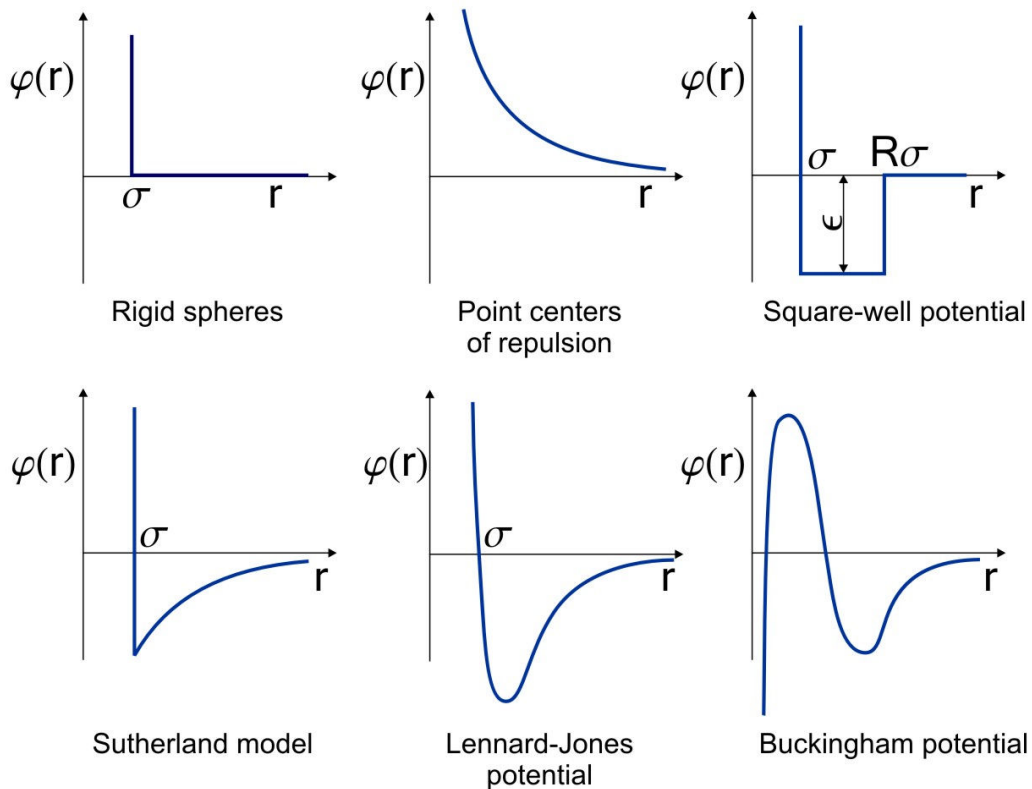 φ(r)
σ
r
Rigid spheres
φ(r)
r
Point centers
of repulsion
φ(r)
σ
Rσ
ϵ
r
Square-well potential
φ(r)
σ
r
Sutherland model
φ(r)
σ
r
Lennard-Jones
potential
φ(r)
r
Buckingham potential